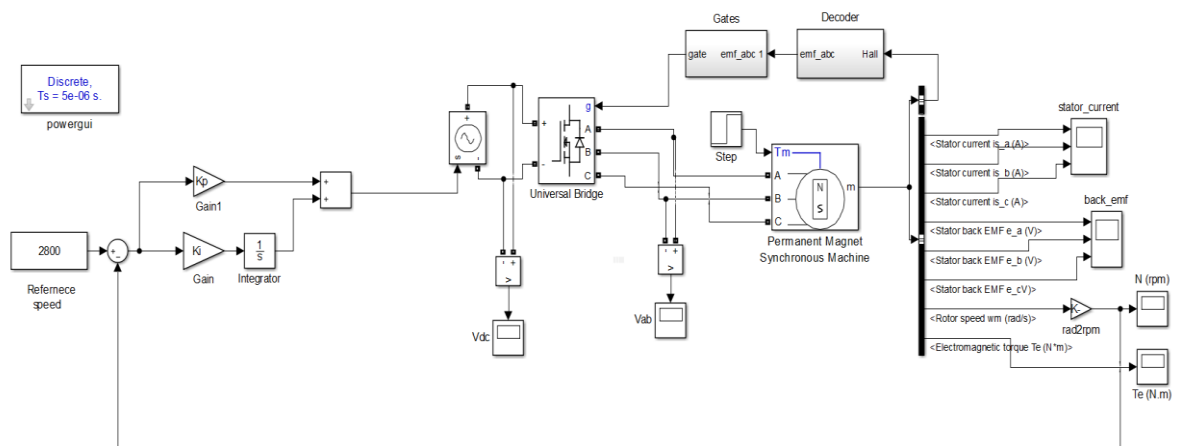 Gates
Decoder
gate
emf_abc 1
emf_abc
Hall
Discrete,
Ts = 5e-06 s.
powergui
stator_current
+
s
-
g
+
A
B
-
C
Universal Bridge
Step
Tm
A
B
C
N
S
m
Permanent Magnet
Synchronous Machine
<Stator current is_a (A)>
<Stator current is_b (A)>
<Stator current is_c (A)>
back_emf
<Stator back EMF e_a (V)>
<Stator back EMF e_b (V)>
<Stator back EMF e_cV)>
<Rotor speed wm (rad/s)>
<Electromagnetic torque Te (N*m)>
Kp
Gain1
+
+
2800
Refernece
speed
+
-
Ki
Gain
1
s
Integrator
- +
v
Vdc
- +
v
Vab
K-
rad2rpm
N (rpm)
Te (N.m)